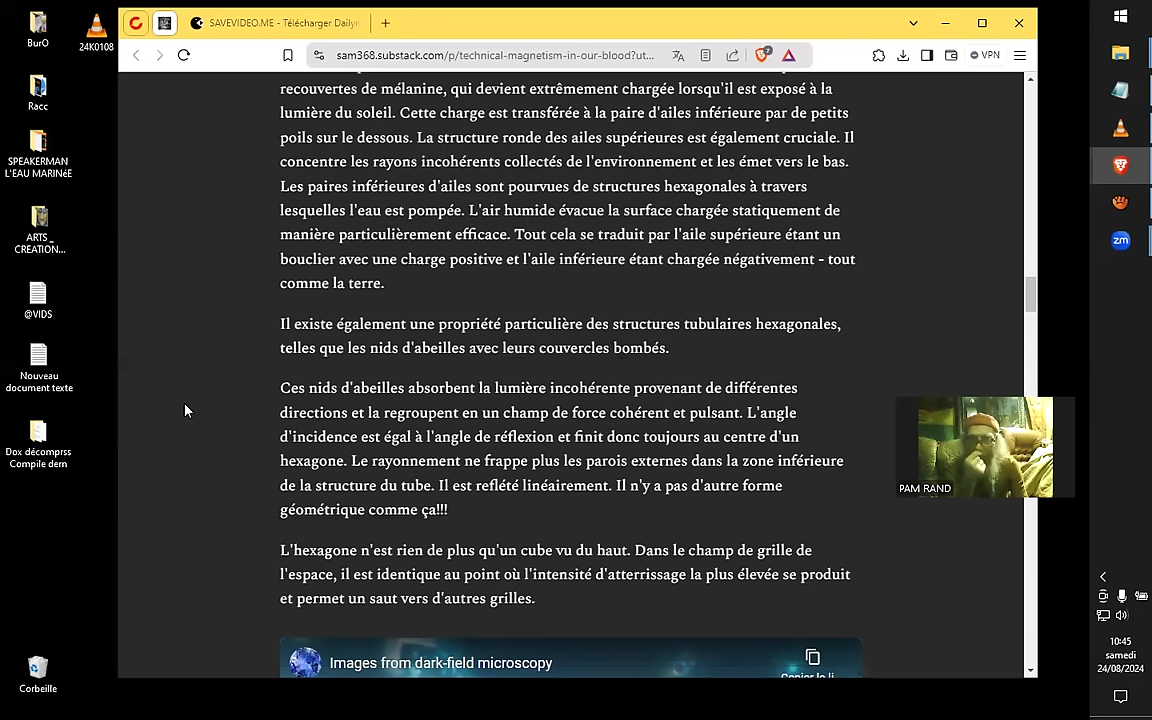 BurO
24K0108
Racc
SPEAKERMAN
L'EAU MARINéE
ARTS_
CREATION...
@VIDS
Nouveau
document texte
Dox décomprss
Compile dern
Corbeille
SAVEVIDEO.ME - Télécharger Dailyn
sam368.substack.com/p/technical-magnetism-in-our-blood?ut...
7
VPN
recouvertes de mélanine, qui devient extrêmement chargée lorsqu'il est exposé à la
lumière du soleil. Cette charge est transférée à la paire d'ailes inférieure par de petits
poils sur le dessous. La structure ronde des ailes supérieures est également cruciale. Il
concentre les rayons incohérents collectés de l'environnement et les émet vers le bas.
Les paires inférieures d'ailes sont pourvues de structures hexagonales à travers
lesquelles l'eau est pompée. L'air humide évacue la surface chargée statiquement de
manière particulièrement efficace. Tout cela se traduit par l'aile supérieure étant un
bouclier avec une charge positive et l'aile inférieure étant chargée négativement - tout
comme la terre.
Il existe également une propriété particulière des structures tubulaires hexagonales,
telles que les nids d'abeilles avec leurs couvercles bombés.
Ces nids d'abeilles absorbent la lumière incohérente provenant de différentes
directions et la regroupent en un champ de force cohérent et pulsant. L'angle
d'incidence est égal à l'angle de réflexion et finit donc toujours au centre d'un
hexagone. Le rayonnement ne frappe plus les parois externes dans la zone inférieure
de la structure du tube. Il est reflété linéairement. Il n'y a pas d'autre forme
géométrique comme ça!!!
L'hexagone n'est rien de plus qu'un cube vu du haut. Dans le champ de grille de
l'espace, il est identique au point où l'intensité d'atterrissage la plus élevée se produit
et permet un saut vers d'autres grilles.
Images from dark-field microscopy
PAM RAND
zm
10:45
samedi
24/08/2024